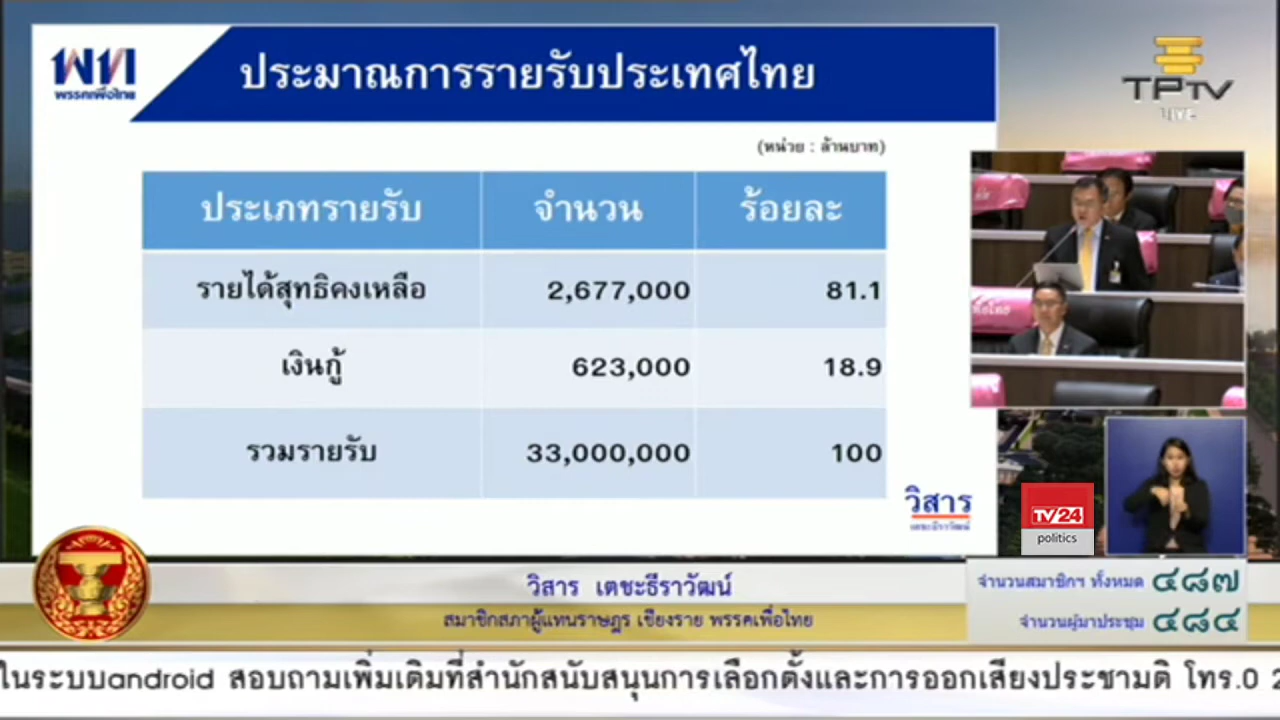 พท
พรรคเพื่อไทย
ประมาณการรายรับประเทศไทย
TPTV
LIVE
(หน่วย : ล้านบาท)
ประเภทรายรับ จำนวน ร้อยละ
รายได้สุทธิคงเหลือ 2,677,000 81.1
เงินกู้ 623,000 18.9
รวมรายรับ 33,000,000 100
วิสาร
เตชะธีราวัฒน์
TV/24
politics
วิสาร เตชะธีราวัฒน์
สมาชิกสภาผู้แทนราษฎร เชียงราย พรรคเพื่อไทย
จำนวนสมาชิกฯ ทั้งหมด ๔๘๗
จำนวนผู้มาประชุม ๔๘๔
ในระบบandroid สอบถามเพิ่มเติมที่สำนักสนับสนุนการเลือกตั้งและการออกเสียงประชามติ โทร.0 2